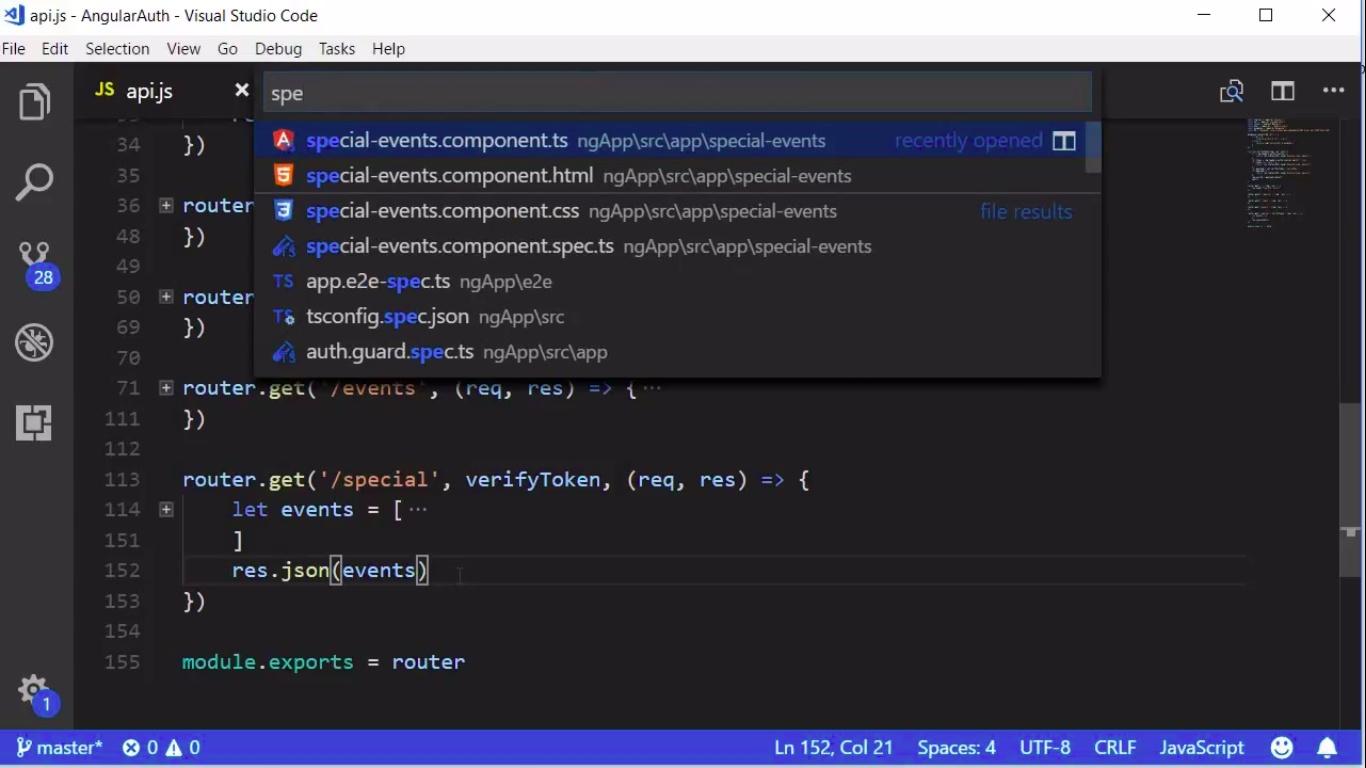 api.js - AngularAuth - Visual Studio Code
File Edit Selection View Go Debug Tasks Help
JS api.js
spe
special-events.component.ts ngApp\src\app\special-events recently opened
special-events.component.html ngApp\src\app\special-events
special-events.component.css ngApp\src\app\special-events file results
special-events.component.spec.ts ngApp\src\app\special-events
TS app.e2e-spec.ts ngApp\e2e
tsconfig.spec.json ngApp\src
auth.guard.spec.ts ngApp\src\app
34 })
35
36 router
48 })
49
50 router
69 })
70
71 router.get('/events', (req, res) => { ···
111 })
112
113 router.get('/special', verifyToken, (req, res) => {
114 let events = [ ···
151 ]
152 res.json(events)
153 })
154
155 module.exports = router
28
1
master* 0 0 Ln 152, Col 21 Spaces: 4 UTF-8 CRLF JavaScript